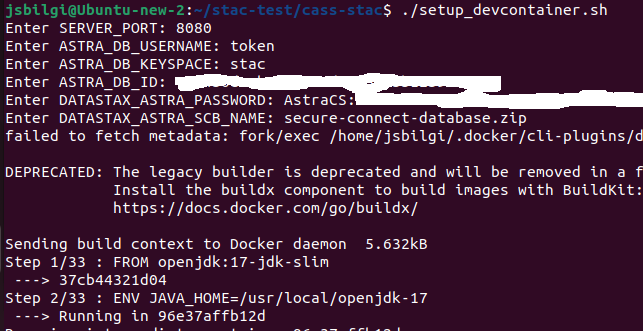 jsbilgi@Ubuntu-new-2:~/stac-test/cass-stac$ ./setup_devcontainer.sh
Enter SERVER_PORT: 8080
Enter ASTRA_DB_USERNAME: token
Enter ASTRA_DB_KEYSPACE: stac
Enter ASTRA_DB_ID:
Enter DATASTAX_ASTRA_PASSWORD: AstraCS:
Enter DATASTAX_ASTRA_SCB_NAME: secure-connect-database.zip
failed to fetch metadata: fork/exec /home/jsbilgi/.docker/cli-plugins/d
DEPRECATED: The legacy builder is deprecated and will be removed in a f
Install the buildx component to build images with BuildKit:
https://docs.docker.com/go/buildx/
Sending build context to Docker daemon  5.632kB
Step 1/33 : FROM openjdk:17-jdk-slim
 ---> 37cb44321d04
Step 2/33 : ENV JAVA_HOME=/usr/local/openjdk-17
 ---> Running in 96e37affb12d